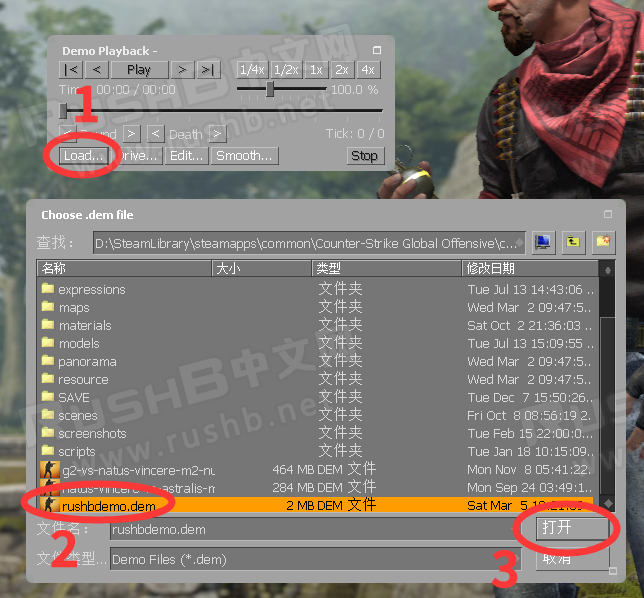 Demo Playback -
|< < Play > >| 1/4x 1/2x 1x 2x 4x
Time: 00:00 / 00:00 100.0 %
1
< Round > < Death > Tick: 0 / 0
Load... Drive... Edit... Smooth... Stop
Choose .dem file
查找： D:\SteamLibrary\steamapps\common\Counter-Strike Global Offensive\c...
名称 大小 类型 修改日期
expressions 文件夹 Tue Jul 13 14:43:06 ..
maps 文件夹 Wed Mar 2 09:47:5..
materials 文件夹 Sat Oct 2 21:36:03 ..
models 文件夹 Tue Jul 13 15:09:55 ..
panorama 文件夹 Wed Mar 2 09:47:5..
resource 文件夹 Wed Mar 2 09:47:5..
SAVE 文件夹 Tue Dec 7 15:50:26..
scenes 文件夹 Fri Oct 8 08:56:19 2..
screenshots 文件夹 Tue Feb 15 22:00:0..
scripts 文件夹 Tue Jan 18 10:15:09..
g2-vs-natus-vincere-m2-nu 464 MB DEM 文件 Mon Nov 8 05:41:22..
natus-vincere-vs-astralis-m 284 MB DEM 文件 Mon Sep 24 03:49:1..
rushbdemo.dem 2 MB DEM 文件 Sat Mar 5
文件名： rushbdemo.dem 打开
2
文件类型... Demo Files (*.dem) 取消
3
RUSHB中文网
www.rushb.net
RUSHB中文网
www.rushb.net